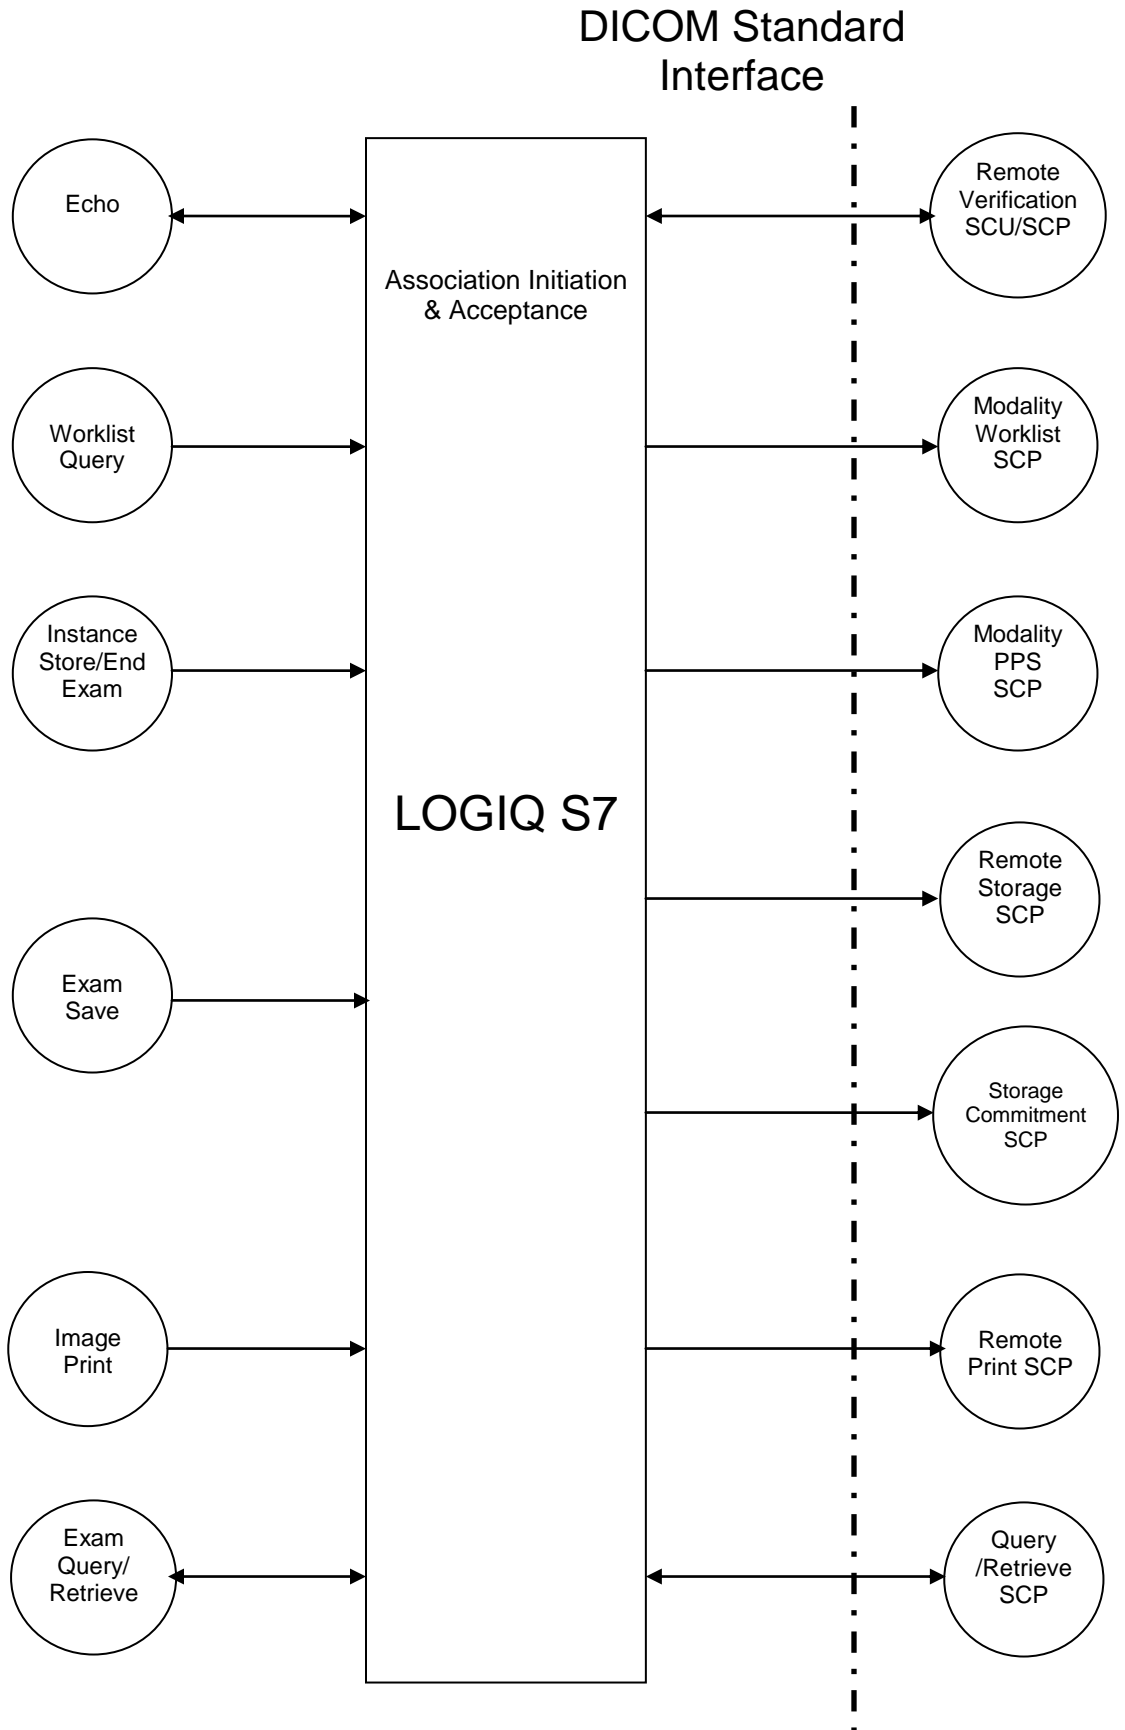 DICOM Standard
Interface
Echo
Remote
Verification
SCU/SCP
Association Initiation
& Acceptance
Worklist
Query
Modality
Worklist
SCP
Instance
Store/End
Exam
Modality
PPS
SCP
LOGIQ S7
Remote
Storage
SCP
Exam
Save
Storage
Commitment
SCP
Image
Print
Remote
Print SCP
Exam
Query/
Retrieve
Query
/Retrieve
SCP